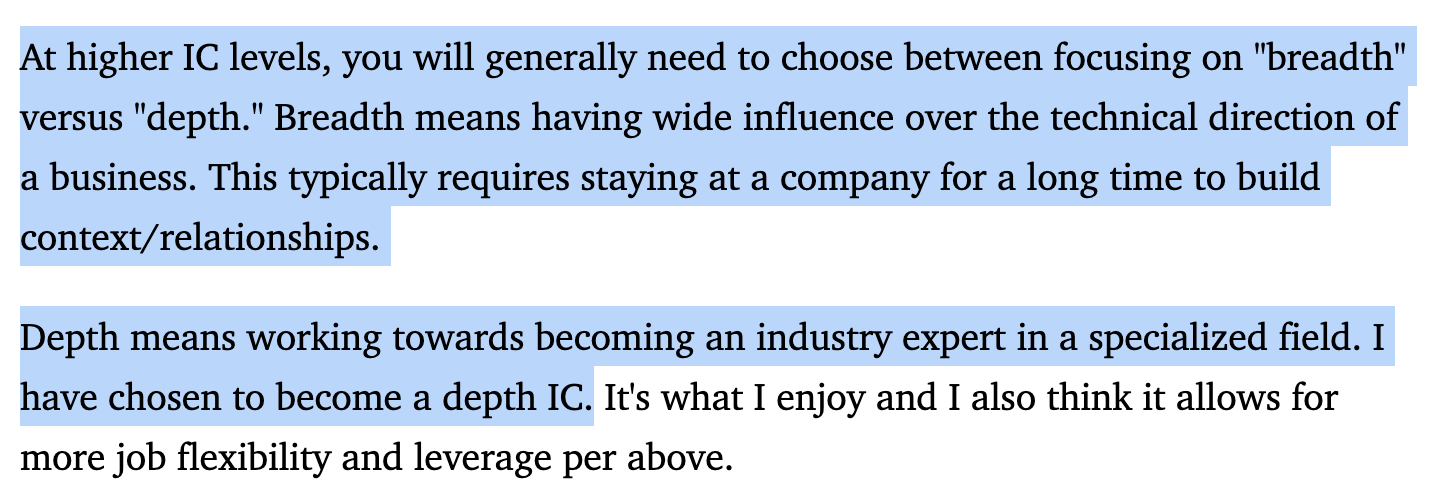 At higher IC levels, you will generally need to choose between focusing on "breadth"
versus "depth." Breadth means having wide influence over the technical direction of
a business. This typically requires staying at a company for a long time to build
context/relationships.
Depth means working towards becoming an industry expert in a specialized field. I
have chosen to become a depth IC. It's what I enjoy and I also think it allows for
more job flexibility and leverage per above.